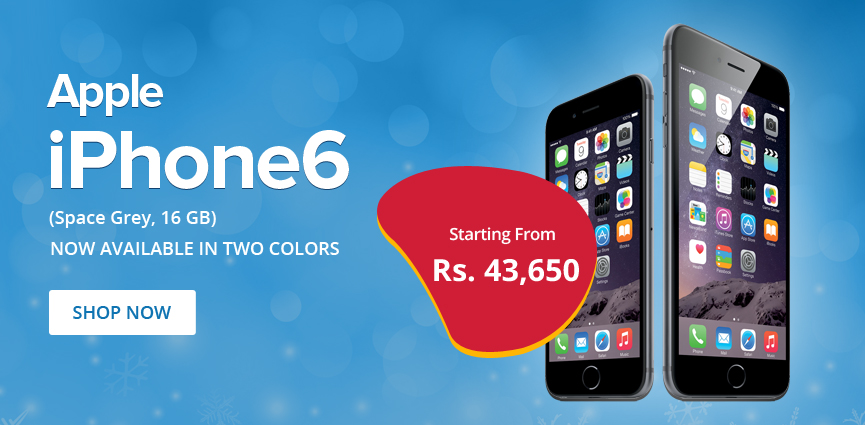 Apple
iPhone6
(Space Grey, 16 GB)
NOW AVAILABLE IN TWO COLORS
SHOP NOW
Starting From
Rs. 43,650